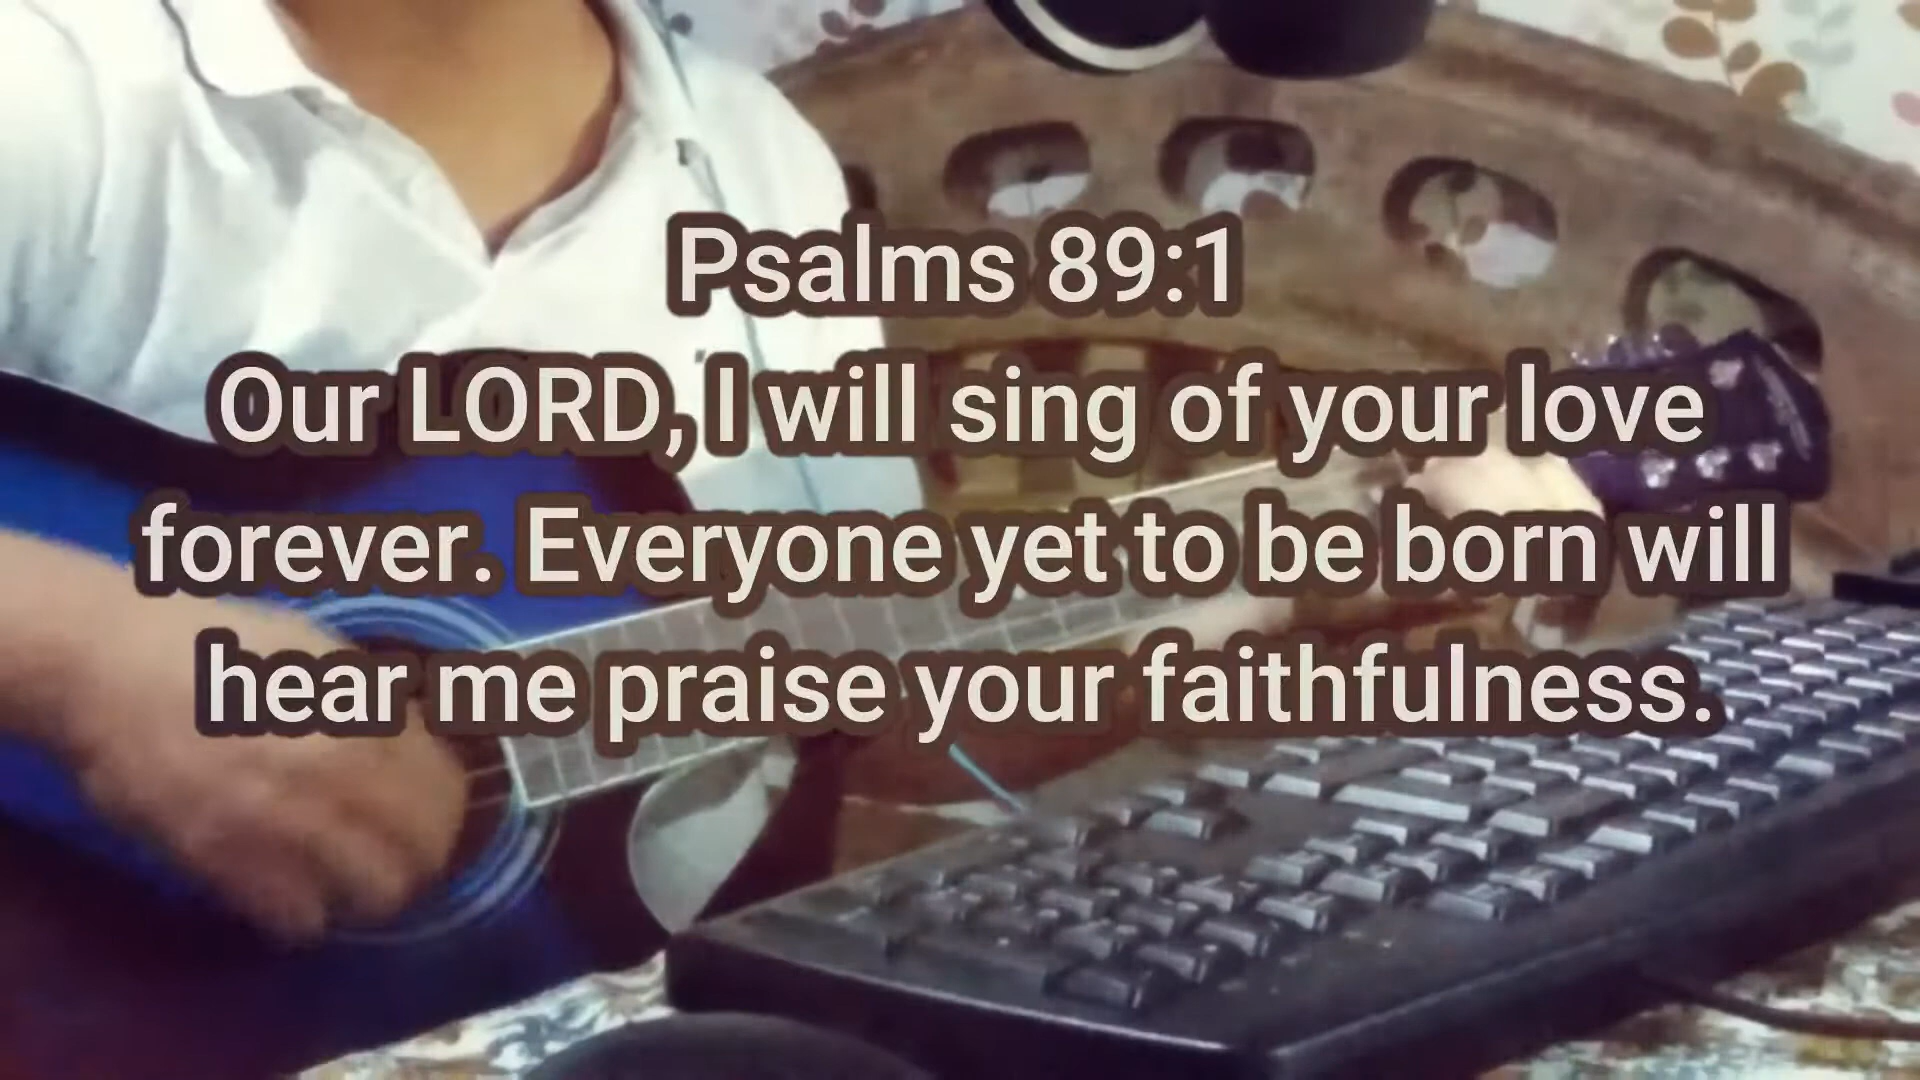 Psalms 89:1
Our LORD, I will sing of your love
forever. Everyone yet to be born will
hear me praise your faithfulness.